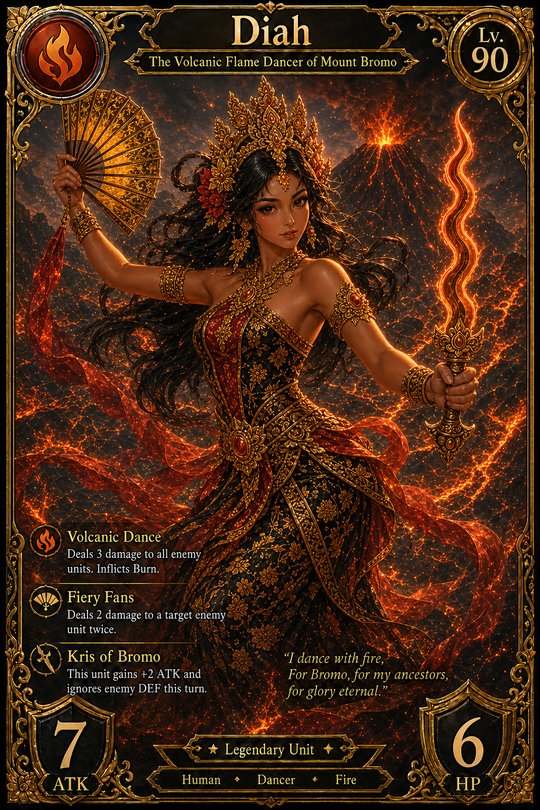 Diah
The Volcanic Flame Dancer of Mount Bromo
Lv.
90
Volcanic Dance
Deals 3 damage to all enemy
units. Inflicts Burn.
Fiery Fans
Deals 2 damage to a target enemy
unit twice.
Kris of Bromo
This unit gains +2 ATK and
ignores enemy DEF this turn.
“I dance with fire,
For Bromo, for my ancestors,
for glory eternal.”
7
ATK
Legendary Unit
Human Dancer Fire
6
HP